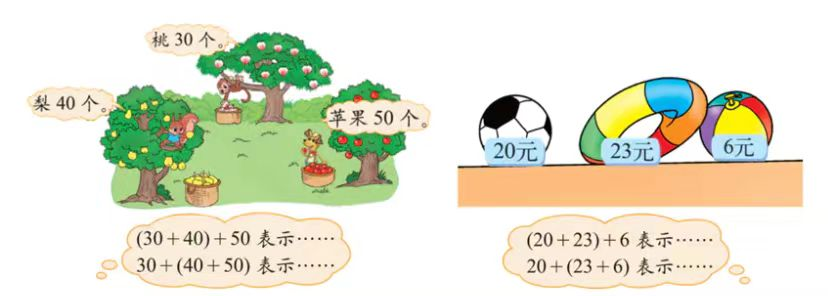 桃 30 个。
梨 40 个。
苹果 50 个。
(30+40)+50 表示……
30+(40+50) 表示……
20元
23元
6元
(20+23)+6 表示……
20+(23+6) 表示……